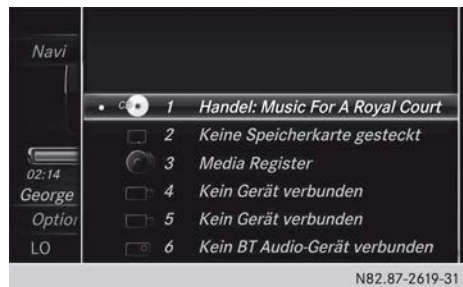 Navi
1 Handel: Music For A Royal Court
2 Keine Speicherkarte gesteckt
3 Media Register
02:14
George
4 Kein Gerät verbunden
Option
5 Kein Gerät verbunden
LO
6 Kein BT Audio-Gerät verbunden
N82.87-2619-31